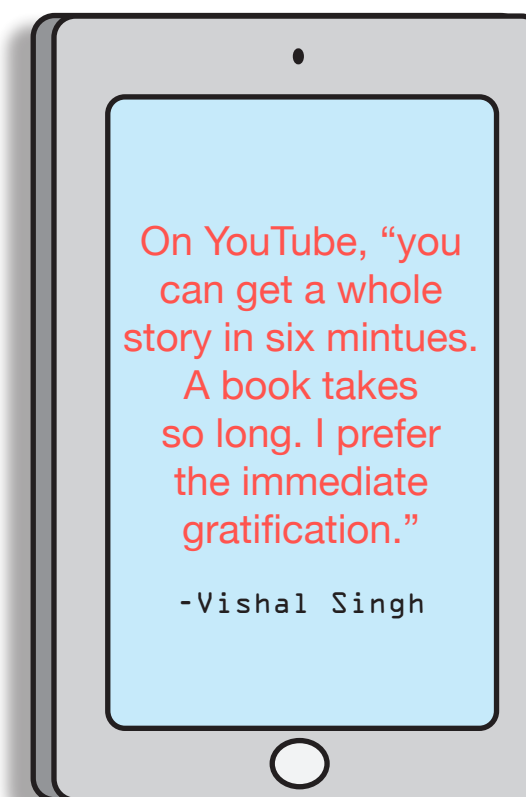 On YouTube, “you
can get a whole
story in six mintues.
A book takes
so long. I prefer
the immediate
gratification.”
-Vishal Singh